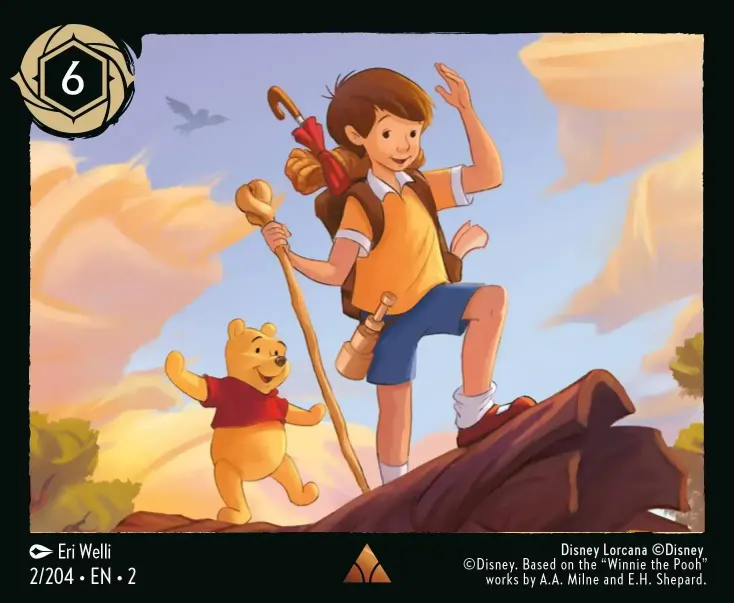 6
Eri Welli
2/204 • EN • 2
Disney Lorcana ©Disney
©Disney. Based on the “Winnie the Pooh”
works by A.A. Milne and E.H. Shepard.